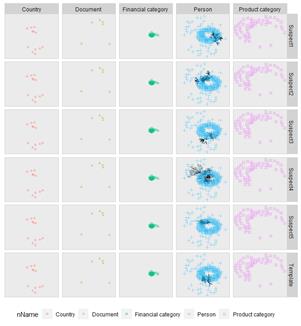 Country Document Financial category Person Product category
Suspect1
Suspect2
Suspect3
Suspect4
Suspect5
Template
nName Country Document Financial category Person Product category